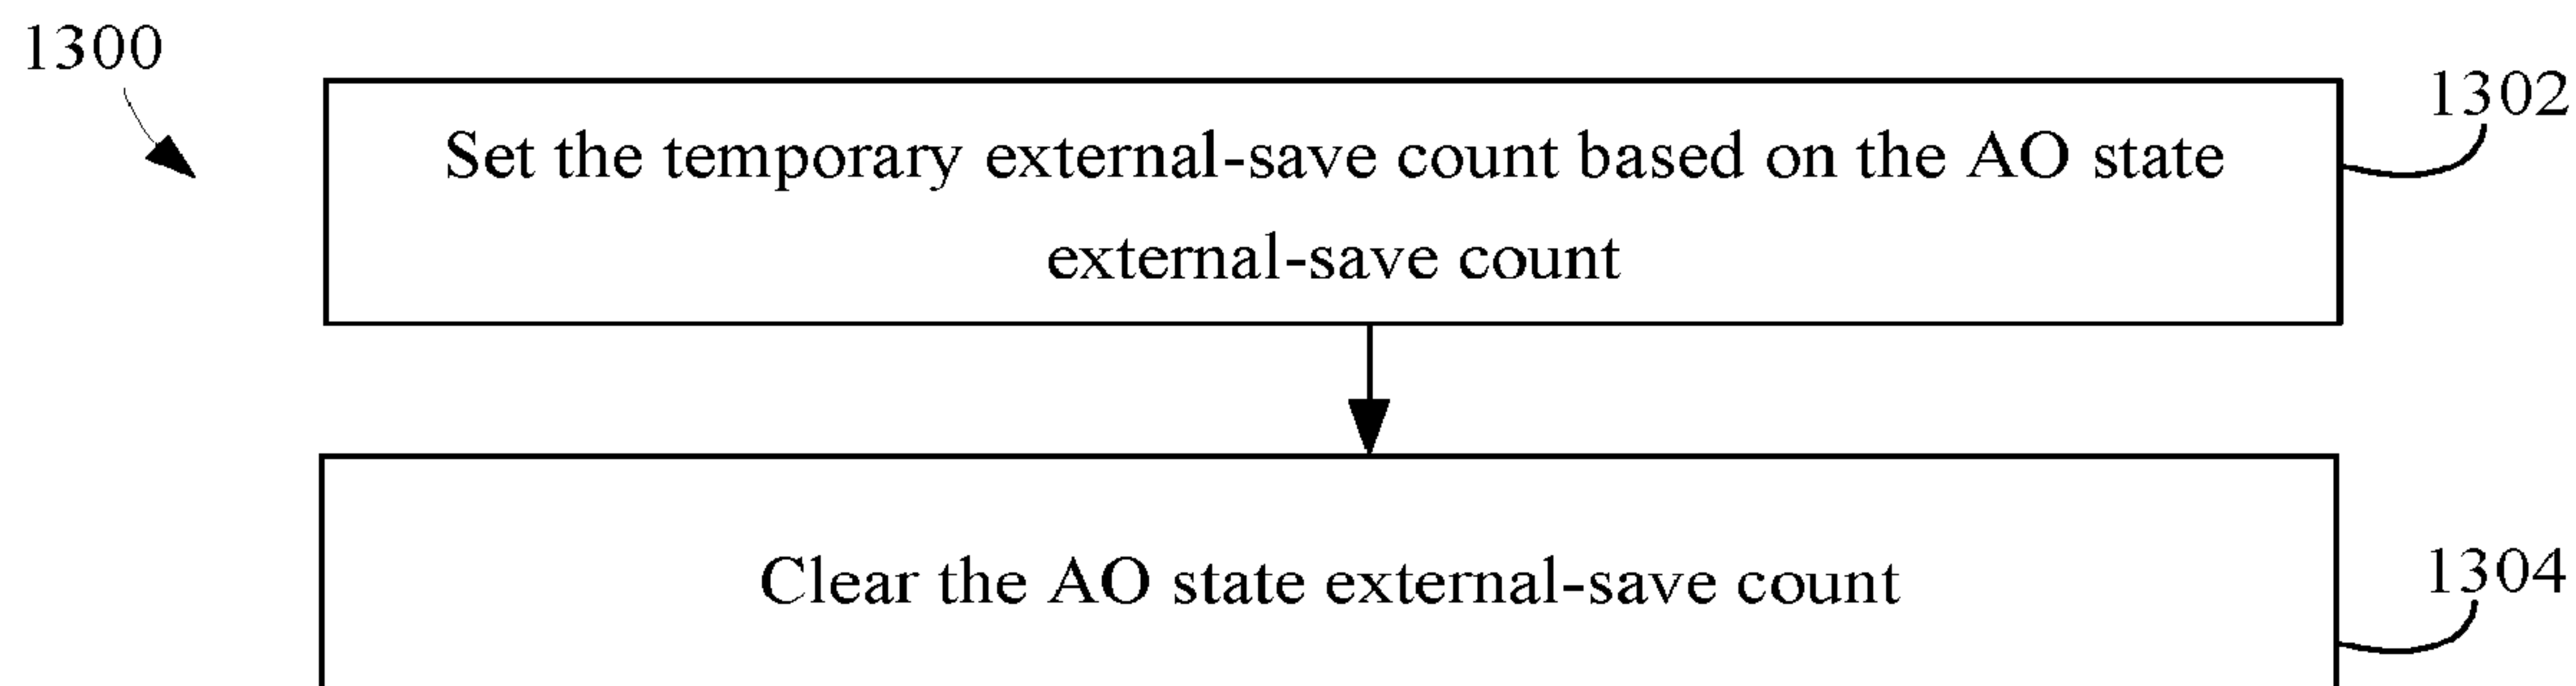 1300
1302
Set the temporary external-save count based on the AO state
external-save count
1304
Clear the AO state external-save count